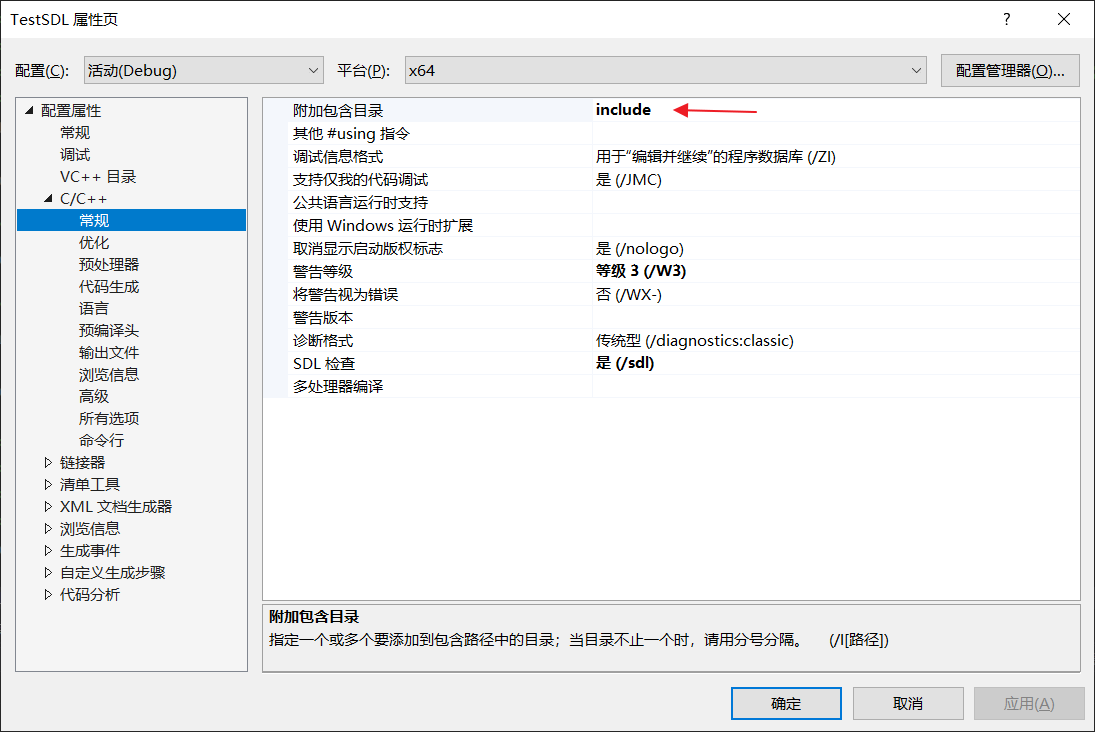 TestSDL 属性页
?
配置(C): 活动(Debug) 平台(P): x64 配置管理器(O)...
配置属性
常规
调试
VC++ 目录
C/C++
常规
优化
预处理器
代码生成
语言
预编译头
输出文件
浏览信息
高级
所有选项
命令行
链接器
清单工具
XML 文档生成器
浏览信息
生成事件
自定义生成步骤
代码分析
附加包含目录 include
其他 #using 指令
调试信息格式 用于“编辑并继续”的程序数据库 (/ZI)
支持仅我的代码调试 是 (/JMC)
公共语言运行时支持
使用 Windows 运行时扩展
取消显示启动版权标志 是 (/nologo)
警告等级 等级 3 (/W3)
将警告视为错误 否 (/WX-)
警告版本
诊断格式 传统型 (/diagnostics:classic)
SDL 检查 是 (/sdl)
多处理器编译
附加包含目录
指定一个或多个要添加到包含路径中的目录；当目录不止一个时，请用分号分隔。 (/I[路径])
确定 取消 应用(A)